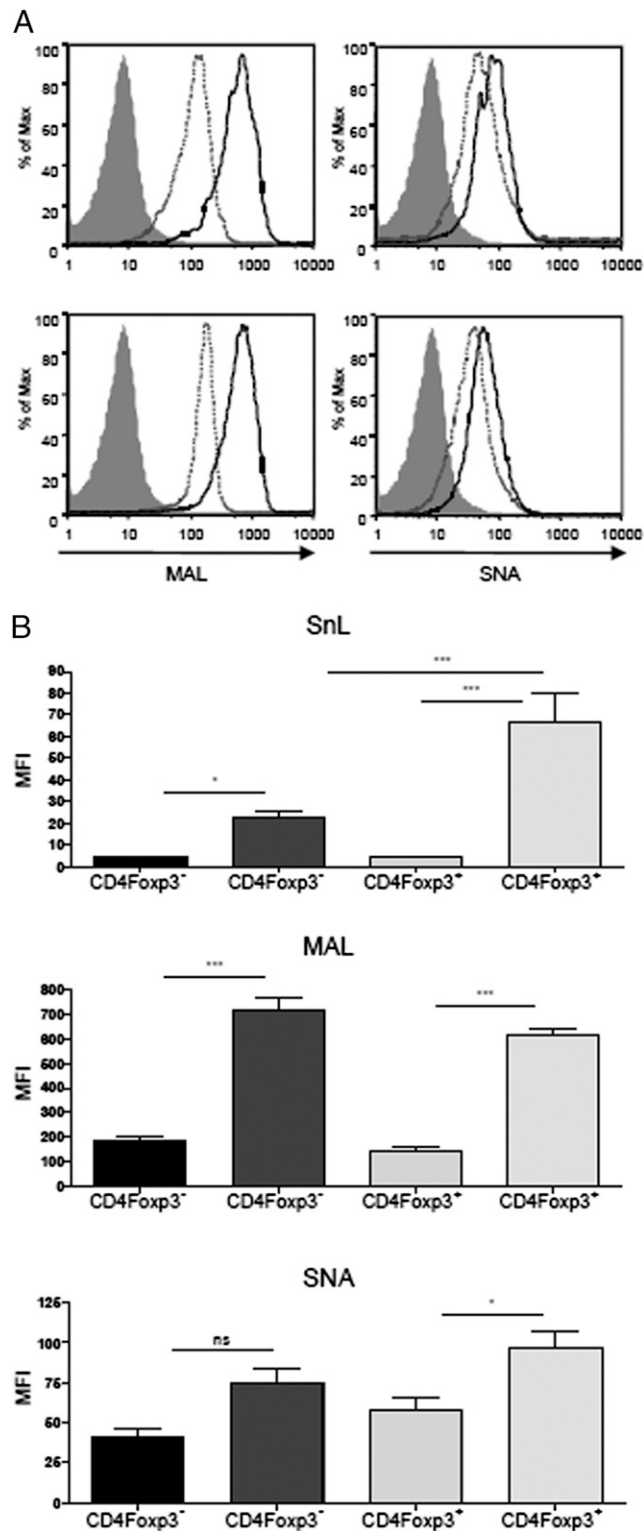 A
% of Max
100
80
60
40
20
0
1 10 100 1000 10000
% of Max
100
80
60
40
20
0
1 10 100 1000 10000
% of Max
100
80
60
40
20
0
1 10 100 1000 10000
MAL
% of Max
100
80
60
40
20
0
1 10 100 1000 10000
SNA
B
SnL
MFI
90
80
70
60
50
40
30
20
10
0
*
***
***
CD4Foxp3⁻ CD4Foxp3⁻ CD4Foxp3⁺ CD4Foxp3⁺
MAL
MFI
800
700
600
500
400
300
200
100
0
***
***
CD4Foxp3⁻ CD4Foxp3⁻ CD4Foxp3⁺ CD4Foxp3⁺
SNA
MFI
125
100
75
50
25
0
ns
*
CD4Foxp3⁻ CD4Foxp3⁻ CD4Foxp3⁺ CD4Foxp3⁺